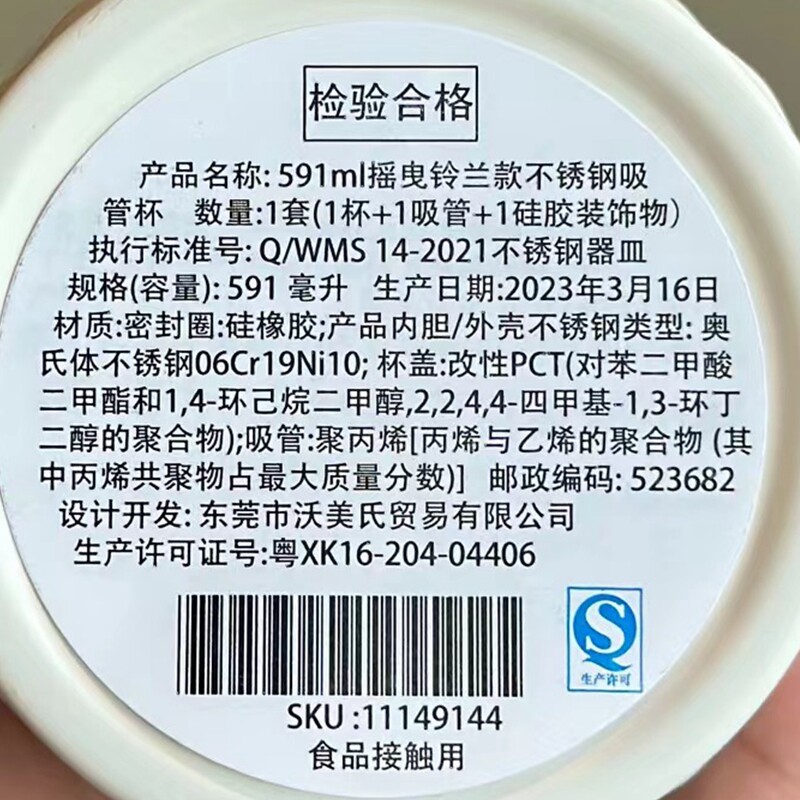 检验合格
产品名称: 591ml摇曳铃兰款不锈钢吸
管杯 数量:1套(1杯+1吸管+1硅胶装饰物)
执行标准号: Q/WMS 14-2021不锈钢器皿
规格(容量): 591 毫升 生产日期:2023年3月16日
材质:密封圈:硅橡胶;产品内胆/外壳不锈钢类型: 奥
氏体不锈钢06Cr19Ni10; 杯盖:改性PCT(对苯二甲酸
二甲酯和1,4-环己烷二甲醇,2,2,4,4-四甲基-1,3-环丁
二醇的聚合物);吸管:聚丙烯[丙烯与乙烯的聚合物 (其
中丙烯共聚物占最大质量分数)] 邮政编码: 523682
设计开发: 东莞市沃美氏贸易有限公司
生产许可证号:粤XK16-204-04406
生产许可
SKU :11149144
食品接触用